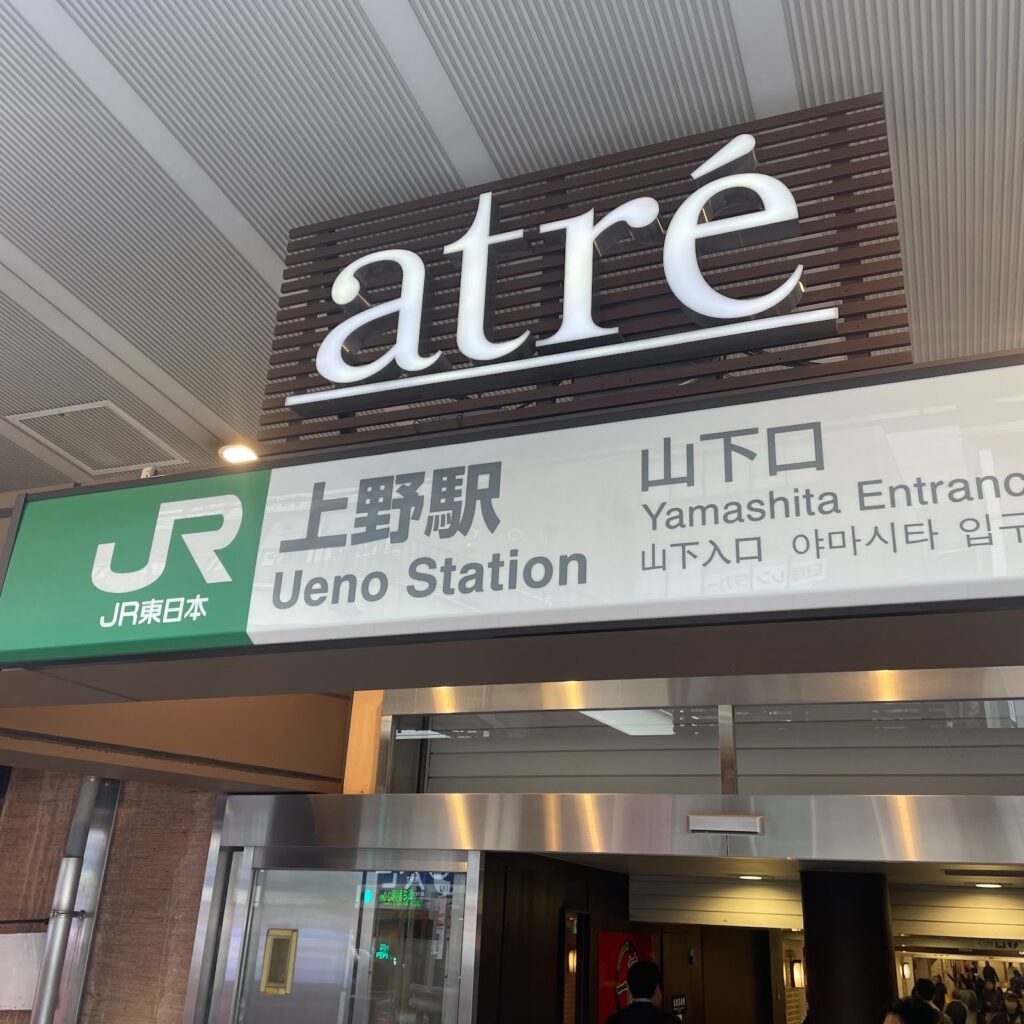 atré
JR
JR東日本
上野駅
Ueno Station
山下口
Yamashita Entranc
山下入口 야마시타 입구